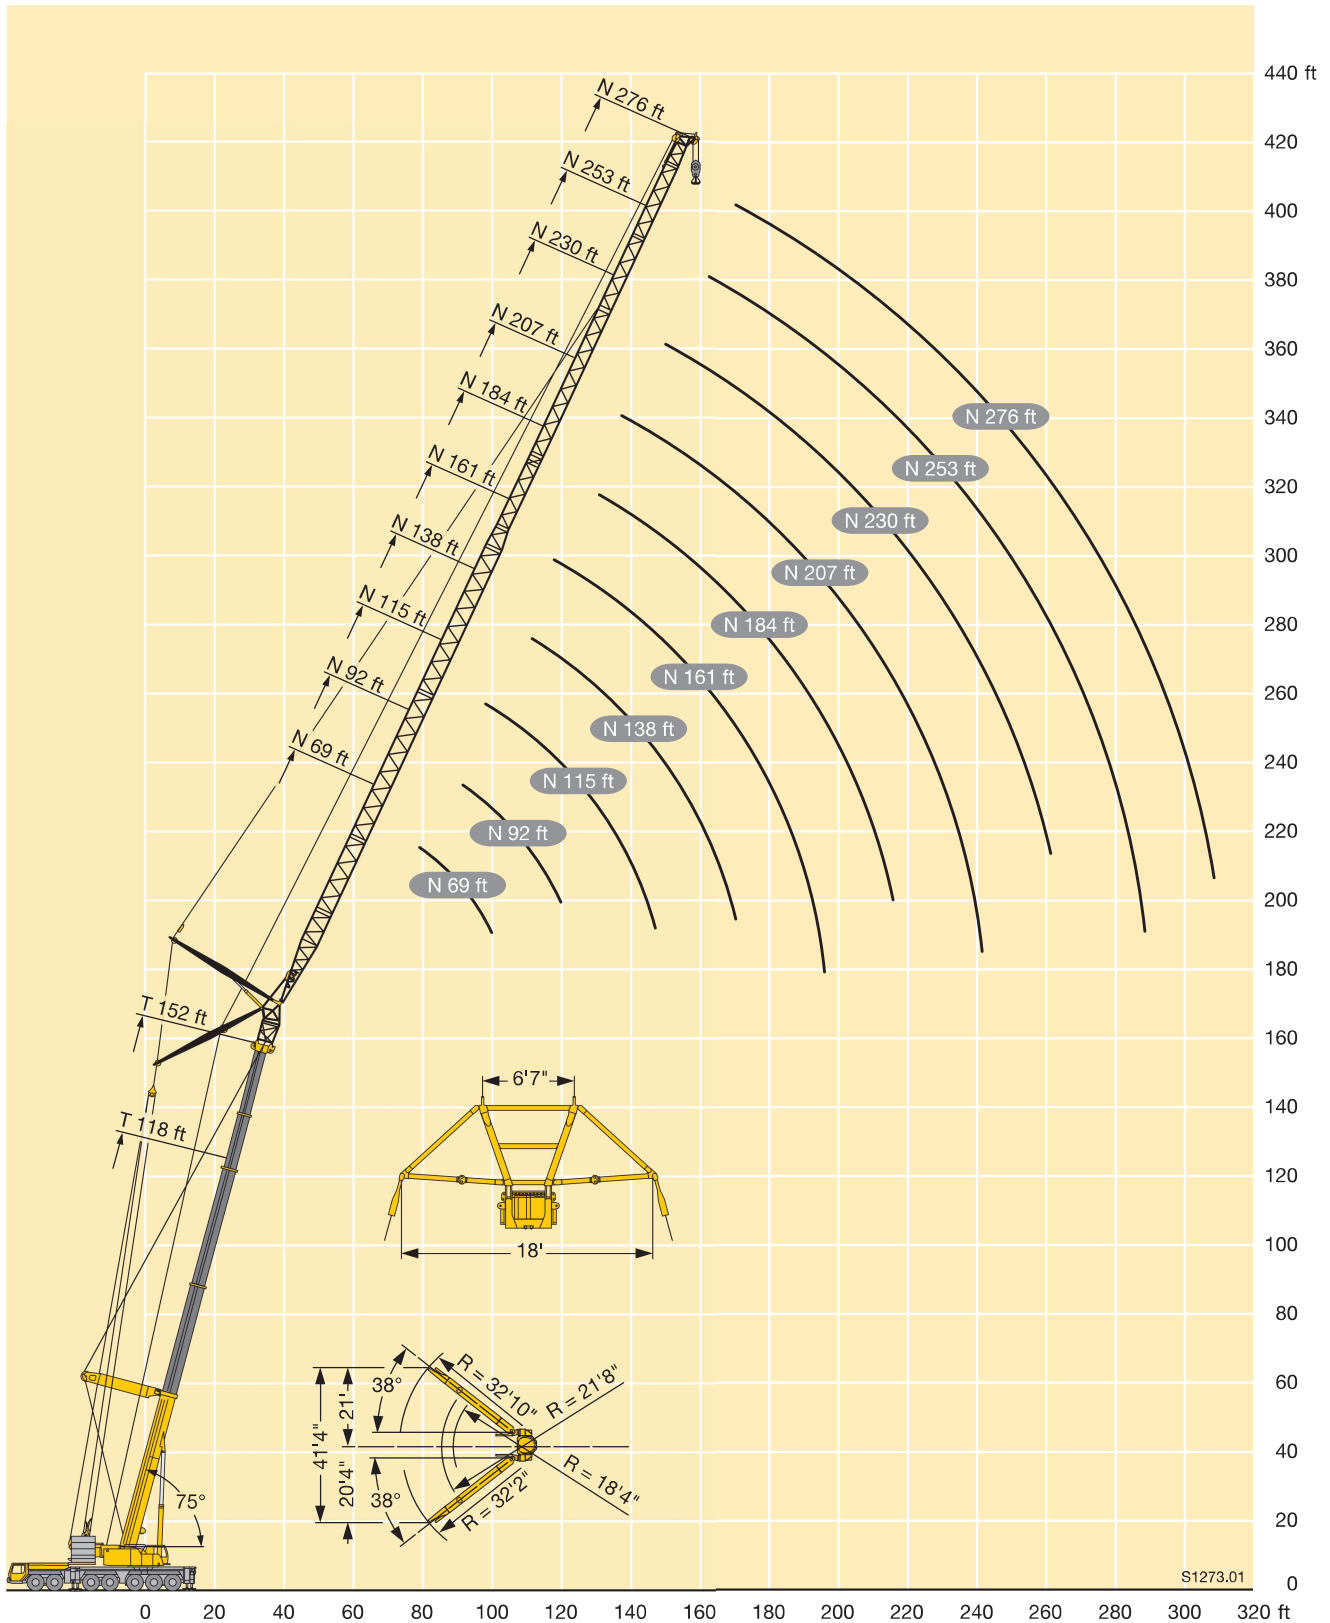 440 ft
420
400
380
360
340
320
300
280
260
240
220
200
180
160
140
120
100
80
60
40
20
0
N 276 ft
N 253 ft
N 230 ft
N 207 ft
N 184 ft
N 161 ft
N 138 ft
N 115 ft
N 92 ft
N 69 ft
T 152 ft
T 118 ft
75°
N 276 ft
N 253 ft
N 230 ft
N 207 ft
N 184 ft
N 161 ft
N 138 ft
N 115 ft
N 92 ft
N 69 ft
6'7"
18'
R = 32'10"
R = 21'8"
38°
21'
41'4"
20'4"
38°
R = 32'2"
R = 18'4"
S1273.01
0 20 40 60 80 100 120 140 160 180 200 220 240 260 280 300 320 ft